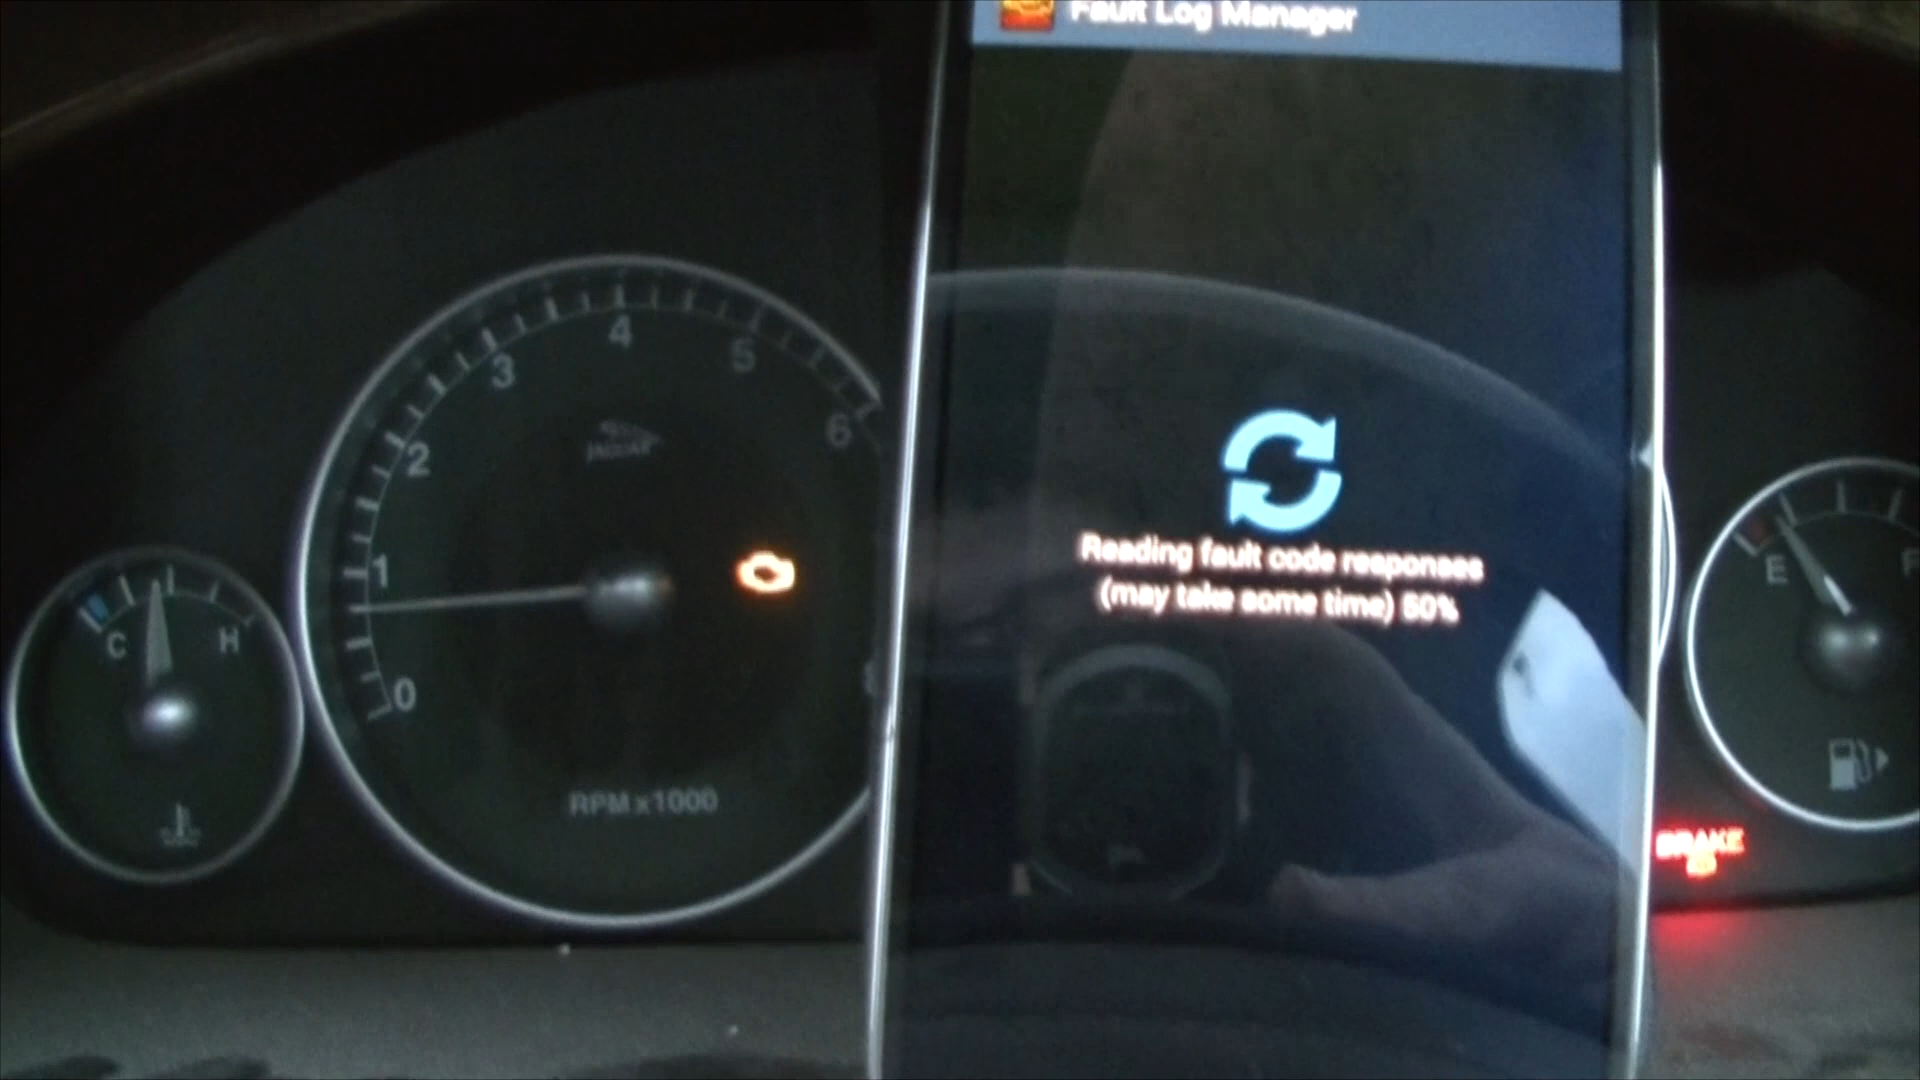 Fault Log Manager
Reading fault code responses
(may take some time) 50%
JAGUAR
0
1
2
3
4
5
6
RPM x1000
C
H
E
F
BRAKE